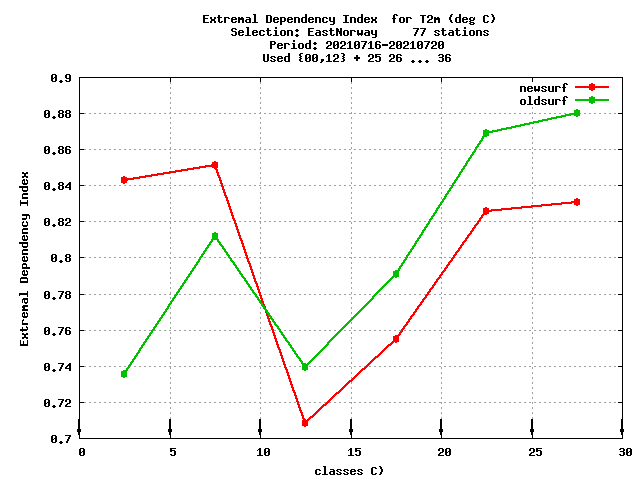 Extremal Dependency Index  for T2m (deg C)
Selection: EastNorway     77 stations
Period: 20210716-20210720
Used {00,12} + 25 26 ... 36
newsurf
oldsurf
Extremal Dependency Index
0.9
0.88
0.86
0.84
0.82
0.8
0.78
0.76
0.74
0.72
0.7
0 5 10 15 20 25 30
classes C)